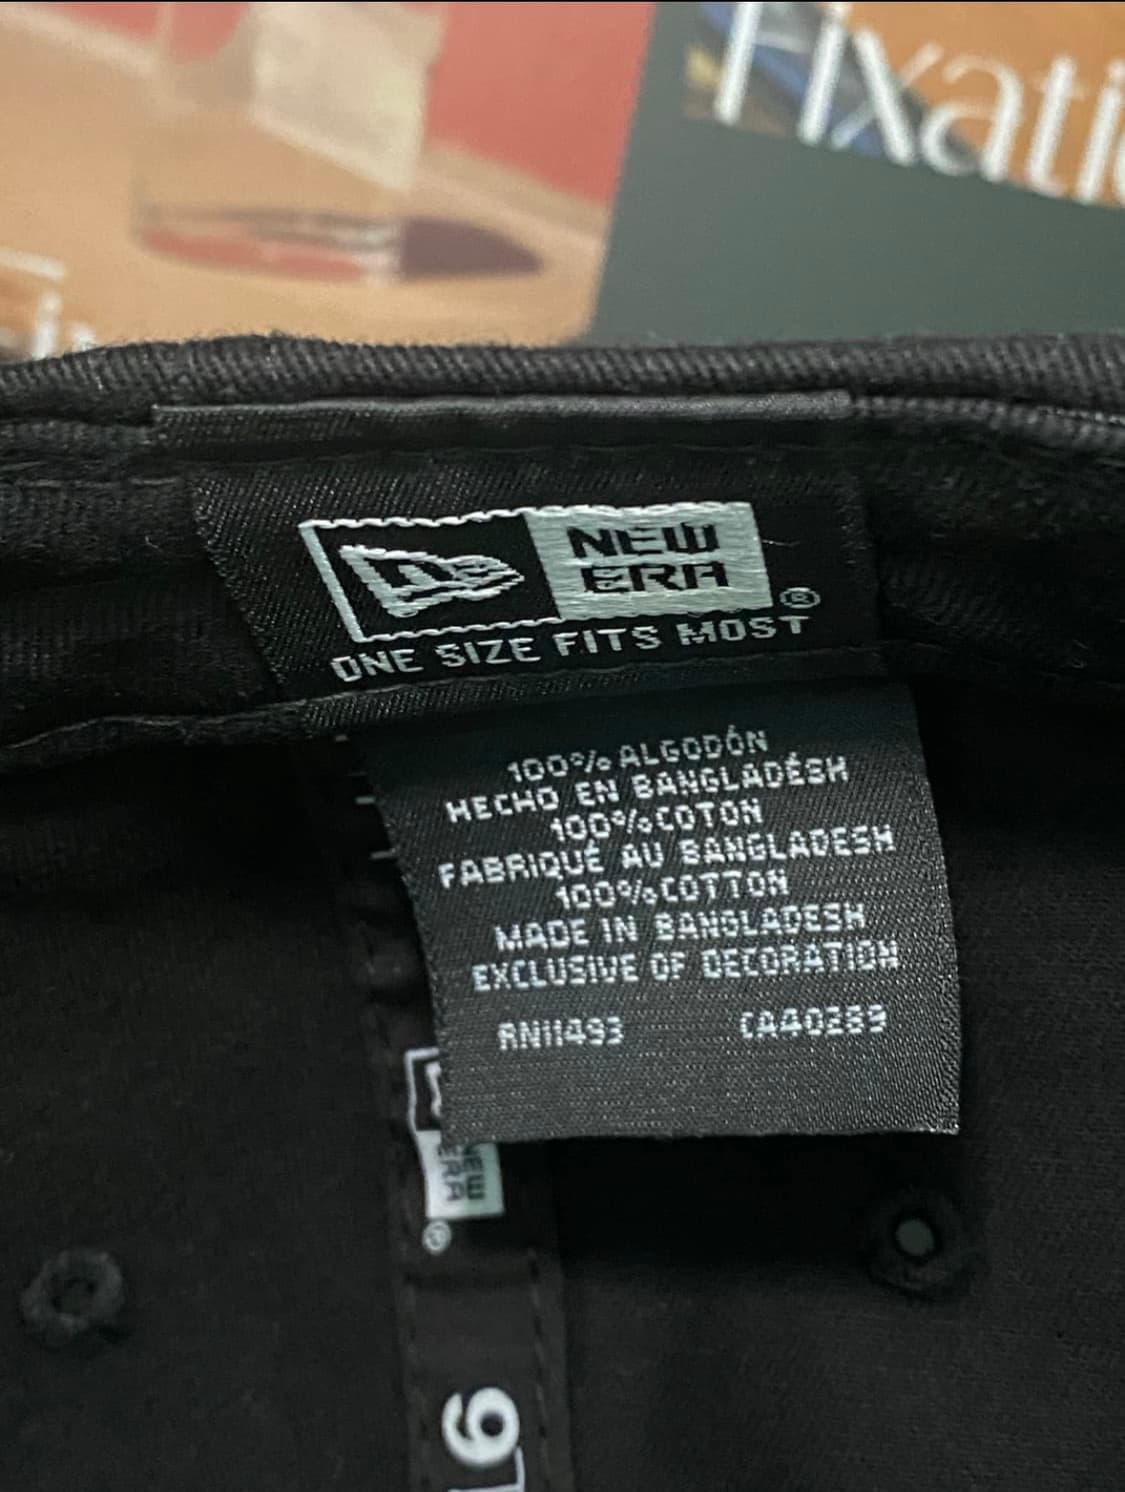 NEW
ERA
®
ONE SIZE FITS MOST
100% ALGODÓN
HECHO EN BANGLADÉSH
100% COTON
FABRIQUÉ AU BANGLADESH
100% COTTON
MADE IN BANGLADESH
EXCLUSIVE OF DECORATION
RN11493 CA40289
NEW
ERA
®
9